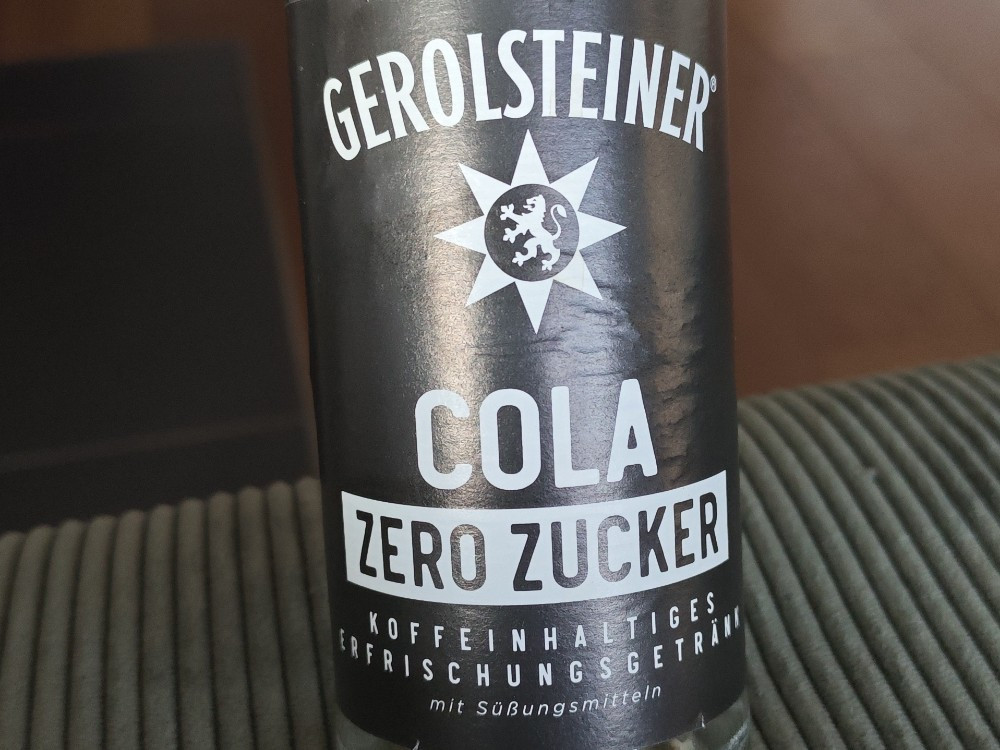 GEROLSTEINER®
COLA
ZERO ZUCKER
KOFFEINHALTIGES
ERFRISCHUNGSGETRÄNK
mit Süßungsmitteln